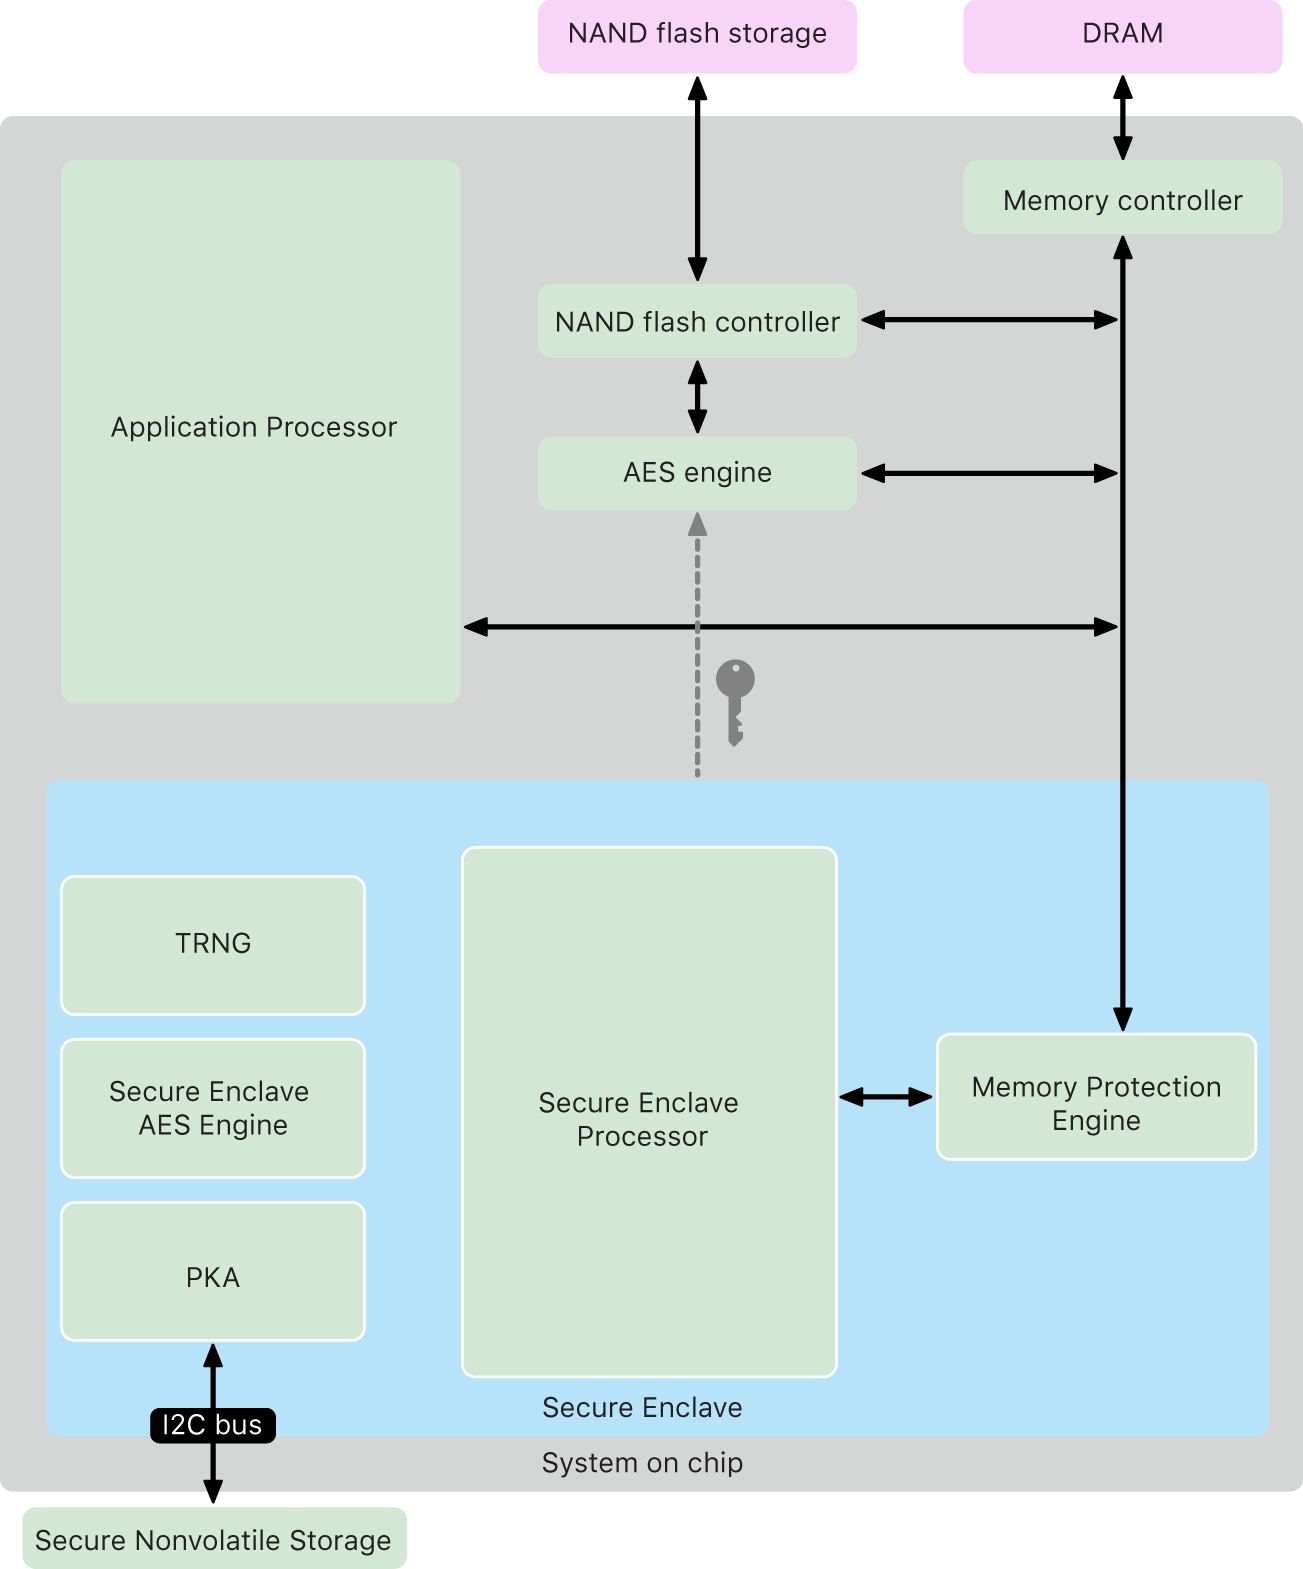 NAND flash storage
DRAM
Memory controller
NAND flash controller
Application Processor
AES engine
TRNG
Secure Enclave
AES Engine
Secure Enclave
Processor
Memory Protection
Engine
PKA
Secure Enclave
I2C bus
System on chip
Secure Nonvolatile Storage